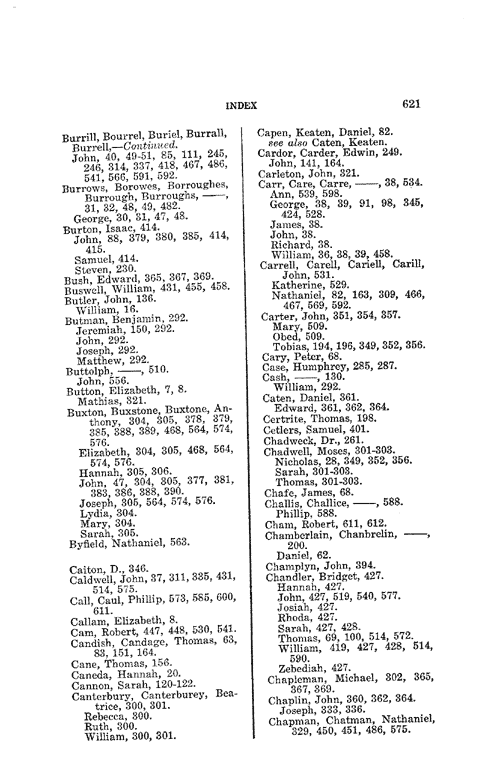 INDEX 621
Burrill, Bourrel, Buriel, Burrall,
Burrell,—Continued.
John, 40, 49-51, 85, 111, 245,
246, 314, 337, 418, 467, 486,
541, 566, 591, 592.
Burrows, Borowes, Borroughes,
Burrough, Burroughs, ——,
31, 32, 48, 49, 482.
George, 30, 31, 47, 48.
Burton, Isaac, 414.
John, 88, 379, 380, 385, 414,
415.
Samuel, 414.
Steven, 230.
Bush, Edward, 365, 367, 369.
Buswell, William, 431, 455, 458.
Butler, John, 136.
William, 16.
Butman, Benjamin, 292.
Jeremiah, 150, 292.
John, 292.
Joseph, 292.
Matthew, 292.
Buttolph, ——, 510.
John, 556.
Button, Elizabeth, 7, 8.
Mathias, 321.
Buxton, Buxstone, Buxtone, An-
thony, 304, 305, 378, 379,
385, 388, 389, 468, 564, 574,
576.
Elizabeth, 304, 305, 468, 564,
574, 576.
Hannah, 305, 306.
John, 47, 304, 305, 377, 381,
383, 386, 388, 390.
Joseph, 305, 564, 574, 576.
Lydia, 304.
Mary, 304.
Sarah, 305.
Byfield, Nathaniel, 563.
Caiton, D., 346.
Caldwell, John, 37, 311, 335, 431,
514, 575.
Call, Caul, Phillip, 573, 585, 600,
611.
Callam, Elizabeth, 8.
Cam, Robert, 447, 448, 530, 541.
Candish, Candage, Thomas, 63,
83, 151, 164.
Cane, Thomas, 156.
Caneda, Hannah, 20.
Cannon, Sarah, 120-122.
Canterbury, Canterburey, Bea-
trice, 300, 301.
Rebecca, 300.
Ruth, 300.
William, 300, 301.
Capen, Keaten, Daniel, 82.
see also Caten, Keaten.
Cardor, Carder, Edwin, 249.
John, 141, 164.
Carleton, John, 321.
Carr, Care, Carre, ——, 38, 534.
Ann, 539, 598.
George, 38, 39, 91, 98, 345,
424, 528.
James, 38.
John, 38.
Richard, 38.
William, 36, 38, 39, 458.
Carrell, Carell, Cariell, Carill,
John, 531.
Katherine, 529.
Nathaniel, 82, 163, 309, 466,
467, 569, 592.
Carter, John, 351, 354, 357.
Mary, 509.
Obed, 509.
Tobias, 194, 196, 349, 352, 356.
Cary, Peter, 68.
Case, Humphrey, 285, 287.
Cash, ——, 130.
William, 292.
Caten, Daniel, 361.
Edward, 361, 362, 364.
Certrite, Thomas, 198.
Cetlers, Samuel, 401.
Chadweck, Dr., 261.
Chadwell, Moses, 301-303.
Nicholas, 28, 349, 352, 356.
Sarah, 301-303.
Thomas, 301-303.
Chafe, James, 68.
Challis, Challice, ——, 588.
Phillip, 588.
Cham, Robert, 611, 612.
Chamberlain, Chanbrelin, ——,
200.
Daniel, 62.
Champlyn, John, 394.
Chandler, Bridget, 427.
Hannah, 427.
John, 427, 519, 540, 577.
Josiah, 427.
Rhoda, 427.
Sarah, 427, 428.
Thomas, 69, 100, 514, 572.
William, 419, 427, 428, 514,
590.
Zebediah, 427.
Chapleman, Michael, 302, 365,
367, 369.
Chaplin, John, 360, 362, 364.
Joseph, 333, 336.
Chapman, Chatman, Nathaniel,
329, 450, 451, 486, 575.